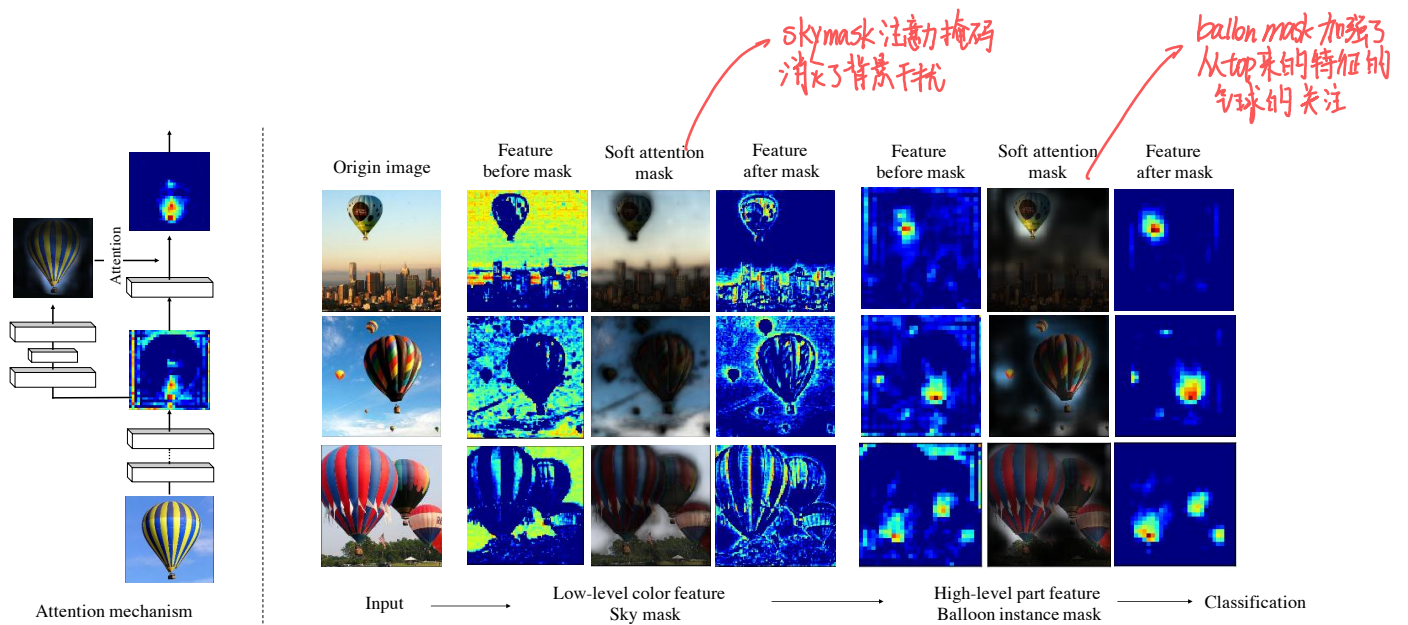 skymask注意力掩码
消灭了背景干扰
ballon mask 加强了
从top来的特征的
气球的关注
Origin image
Feature
before mask
Soft attention
mask
Feature
after mask
Feature
before mask
Soft attention
mask
Feature
after mask
Attention
Attention mechanism
Input
Low-level color feature
Sky mask
High-level part feature
Balloon instance mask
Classification